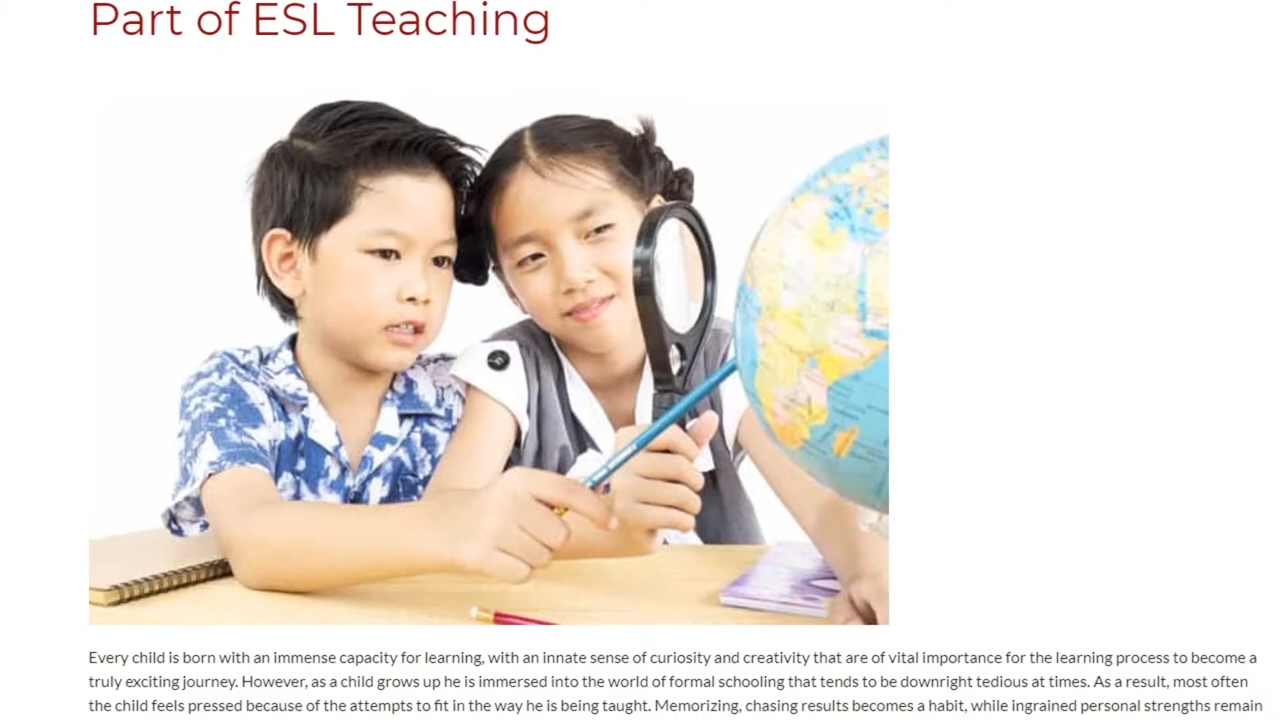 Part of ESL Teaching
Every child is born with an immense capacity for learning, with an innate sense of curiosity and creativity that are of vital importance for the learning process to become a
truly exciting journey. However, as a child grows up he is immersed into the world of formal schooling that tends to be downright tedious at times. As a result, most often
the child feels pressed because of the attempts to fit in the way he is being taught. Memorizing, chasing results becomes a habit, while ingrained personal strengths remain